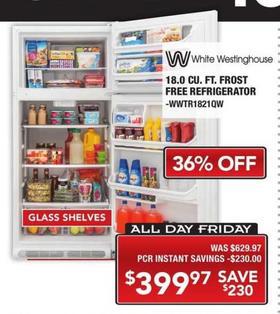 White Westinghouse
18.0 CU. FT. FROST
FREE REFRIGERATOR
-WWTR1821QW
36% OFF
GLASS SHELVES
ALL DAY FRIDAY
WAS $629.97
PCR INSTANT SAVINGS -$230.00
$39997 SAVE
$230